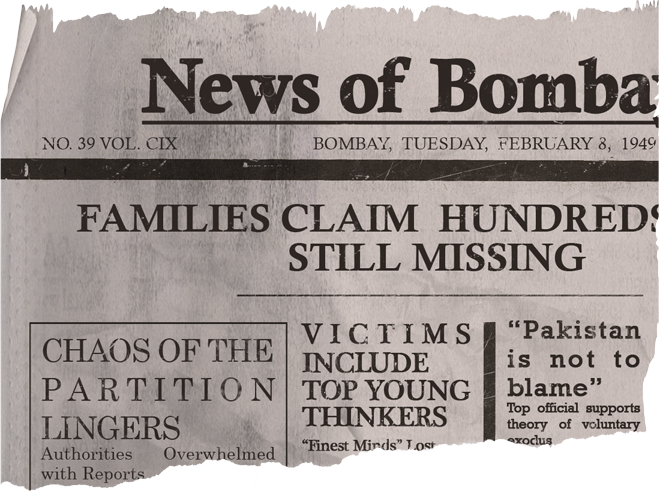 News of Bomba
NO. 39 VOL. CIX
BOMBAY, TUESDAY, FEBRUARY 8, 1949
FAMILIES CLAIM HUNDREDS
STILL MISSING
CHAOS OF THE
PARTITION
LINGERS
Authorities Overwhelmed
with Reports
VICTIMS
INCLUDE
TOP YOUNG
THINKERS
“Finest Minds” Lost
“Pakistan
is not to
blame”
Top official supports
theory of voluntary
exodus